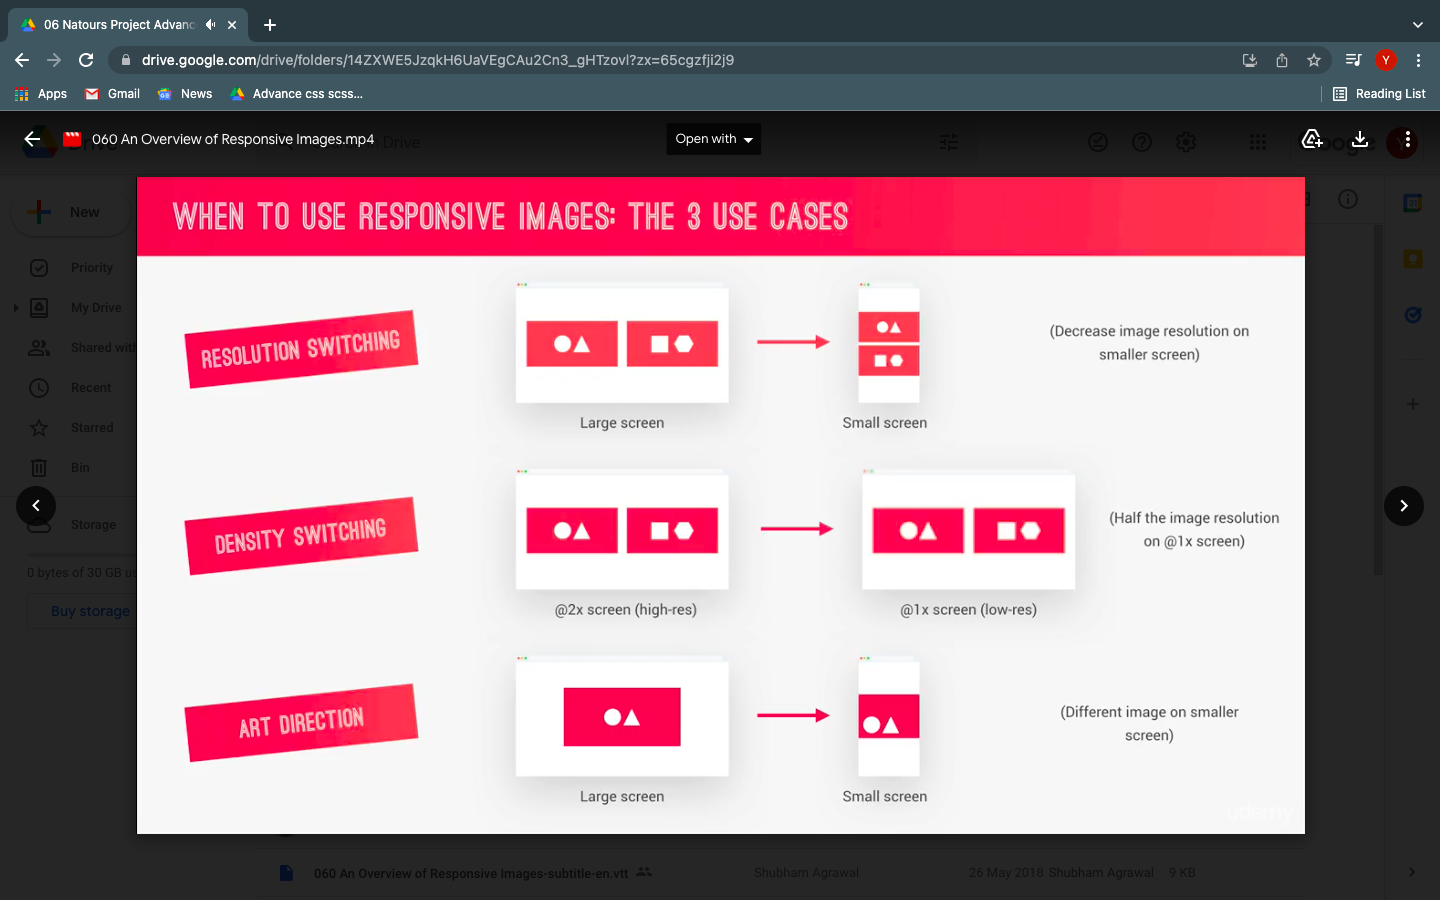 06 Natours Project Advanc
drive.google.com/drive/folders/14ZXWE5JzqkH6UaVEgCAu2Cn3_gHTzovl?zx=65cgzfji2j9
Y
Apps
Gmail
News
Advance css scss...
Reading List
060 An Overview of Responsive Images.mp4
Open with
Drive
New
Priority
My Drive
Shared with
Recent
Starred
Bin
Storage
0 bytes of 30 GB us
Buy storage
WHEN TO USE RESPONSIVE IMAGES: THE 3 USE CASES
RESOLUTION SWITCHING
Large screen
Small screen
(Decrease image resolution on
smaller screen)
DENSITY SWITCHING
@2x screen (high-res)
@1x screen (low-res)
(Half the image resolution
on @1x screen)
ART DIRECTION
Large screen
Small screen
(Different image on smaller
screen)
udemy
060 An Overview of Responsive Images-subtitle-en.vtt
Shubham Agrawal
26 May 2018 Shubham Agrawal
9 KB